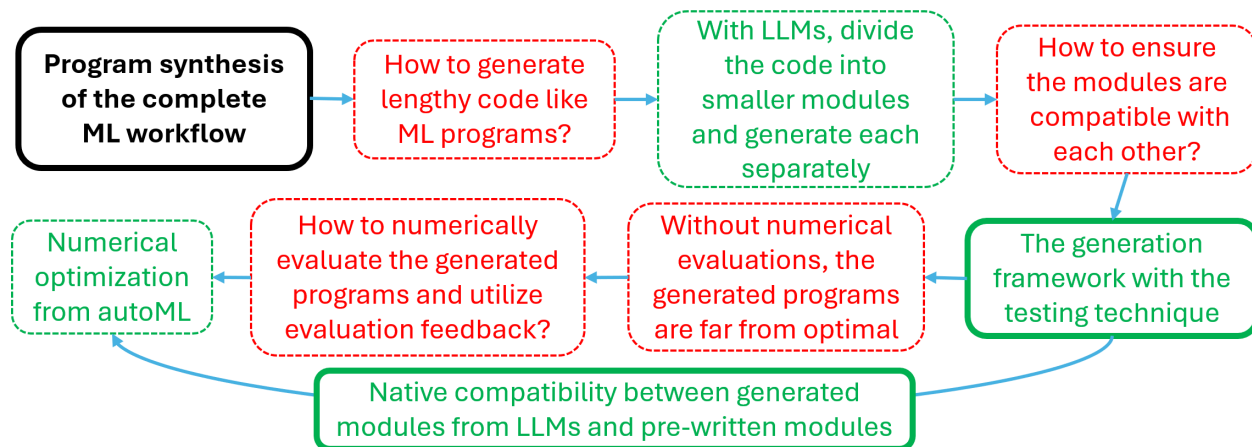 Program synthesis
of the complete
ML workflow
How to generate
lengthy code like
ML programs?
With LLMs, divide
the code into
smaller modules
and generate each
separately
How to ensure
the modules are
compatible with
each other?
The generation
framework with the
testing technique
Without numerical
evaluations, the
generated programs
are far from optimal
How to numerically
evaluate the generated
programs and utilize
evaluation feedback?
Numerical
optimization
from autoML
Native compatibility between generated
modules from LLMs and pre-written modules